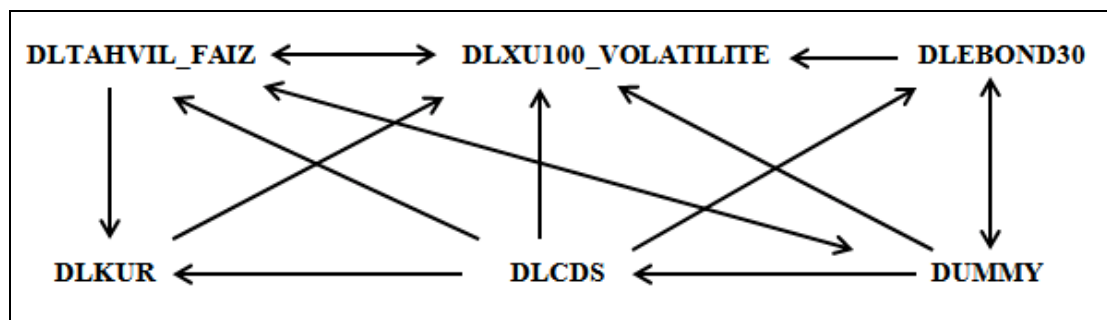 DLTAHVIL_FAIZ DLXU100_VOLATILITE DLEBOND30
DLKUR DLCDS DUMMY